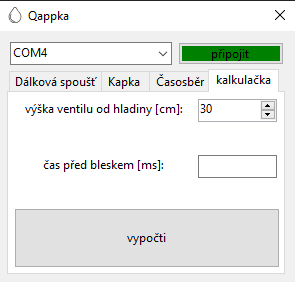 Qappka
COM4
připojit
Dálková spoušť
Kapka
Časosběr
kalkulačka
výška ventilu od hladiny [cm]:
30
čas před bleskem [ms]:
vypočti